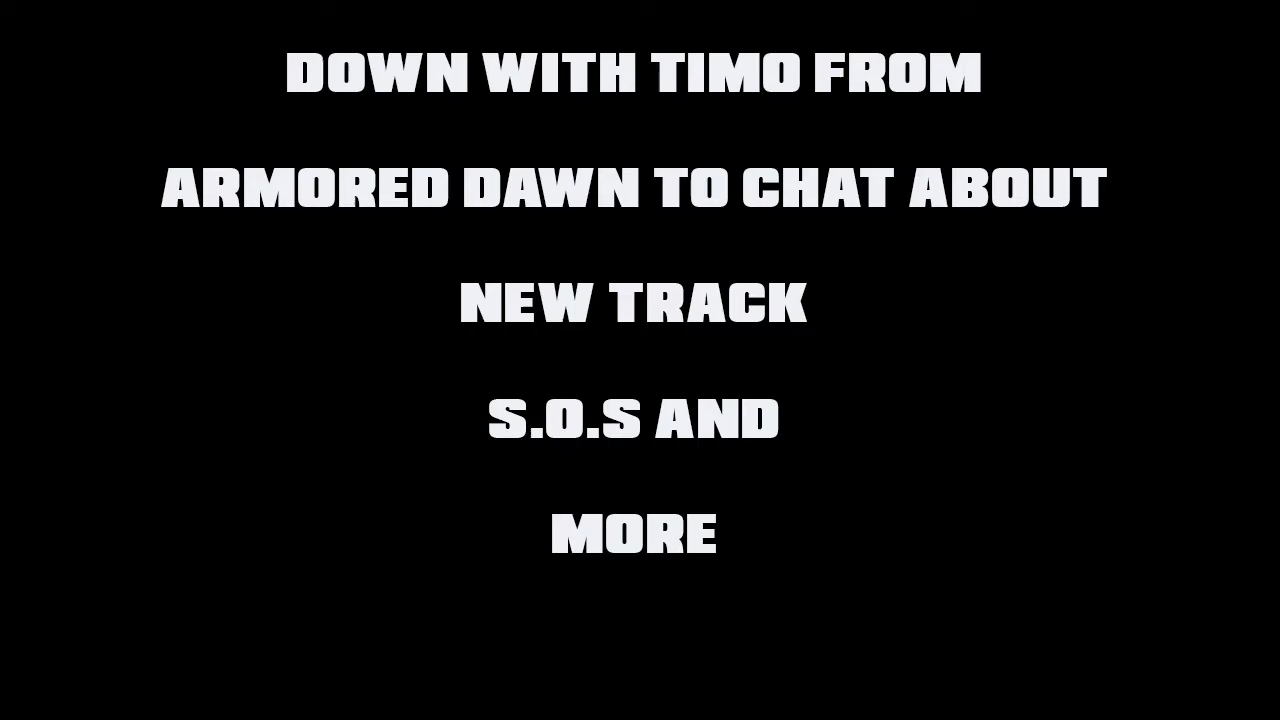 DOWN WITH TIMO FROM
ARMORED DAWN TO CHAT ABOUT
NEW TRACK
S.O.S AND
MORE